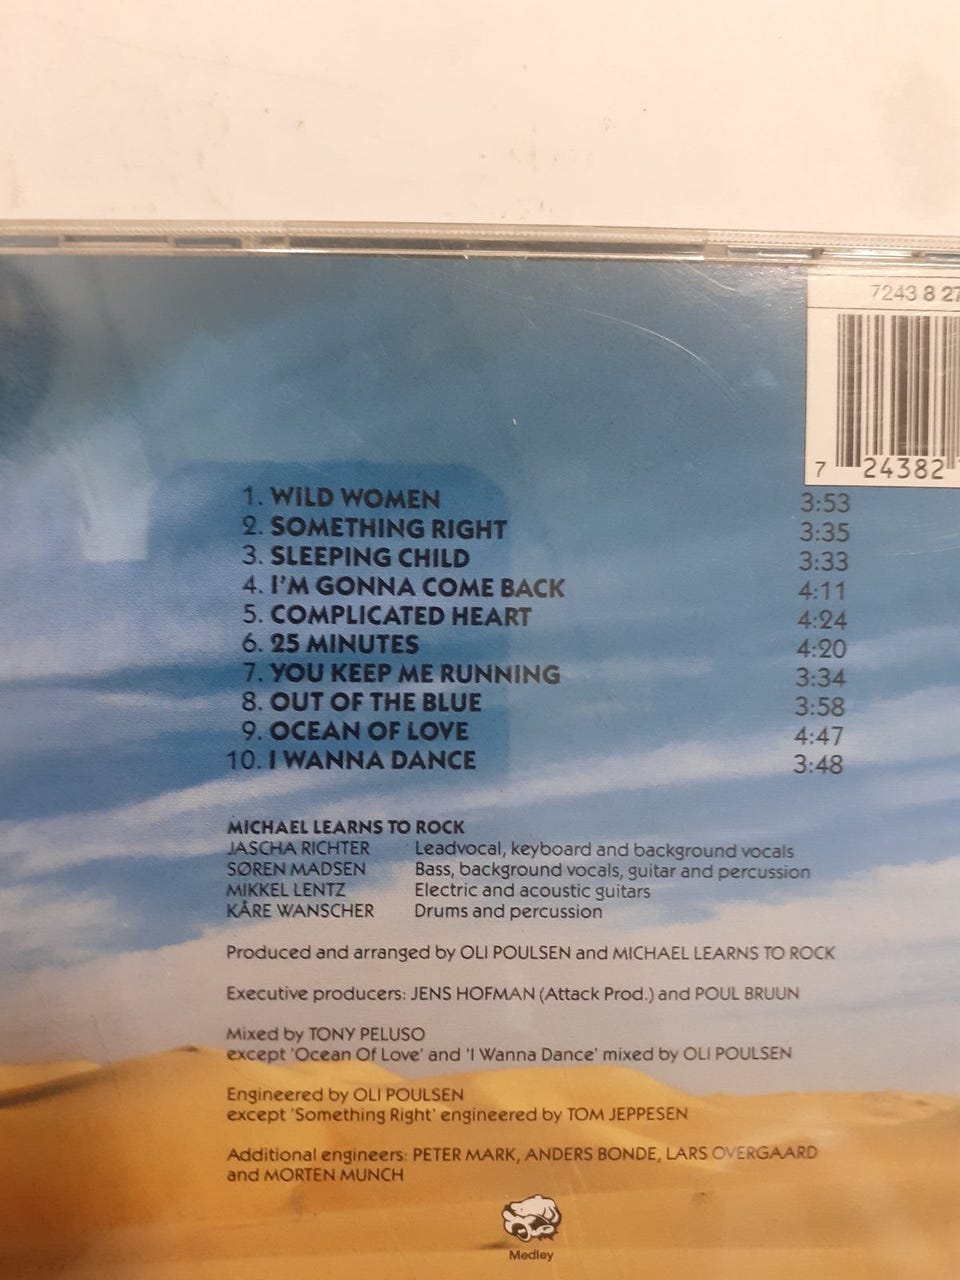 7243 8 27
7 24382
1. WILD WOMEN 3:53
2. SOMETHING RIGHT 3:35
3. SLEEPING CHILD 3:33
4. I'M GONNA COME BACK 4:11
5. COMPLICATED HEART 4:24
6. 25 MINUTES 4:20
7. YOU KEEP ME RUNNING 3:34
8. OUT OF THE BLUE 3:58
9. OCEAN OF LOVE 4:47
10. I WANNA DANCE 3:48
MICHAEL LEARNS TO ROCK
JASCHA RICHTER Leadvocal, keyboard and background vocals
SØREN MADSEN Bass, background vocals, guitar and percussion
MIKKEL LENTZ Electric and acoustic guitars
KÅRE WANSCHER Drums and percussion
Produced and arranged by OLI POULSEN and MICHAEL LEARNS TO ROCK
Executive producers: JENS HOFMAN (Attack Prod.) and POUL BRUUN
Mixed by TONY PELUSO
except 'Ocean Of Love' and 'I Wanna Dance' mixed by OLI POULSEN
Engineered by OLI POULSEN
except 'Something Right' engineered by TOM JEPPESEN
Additional engineers: PETER MARK, ANDERS BONDE, LARS OVERGAARD
and MORTEN MUNCH
Medley